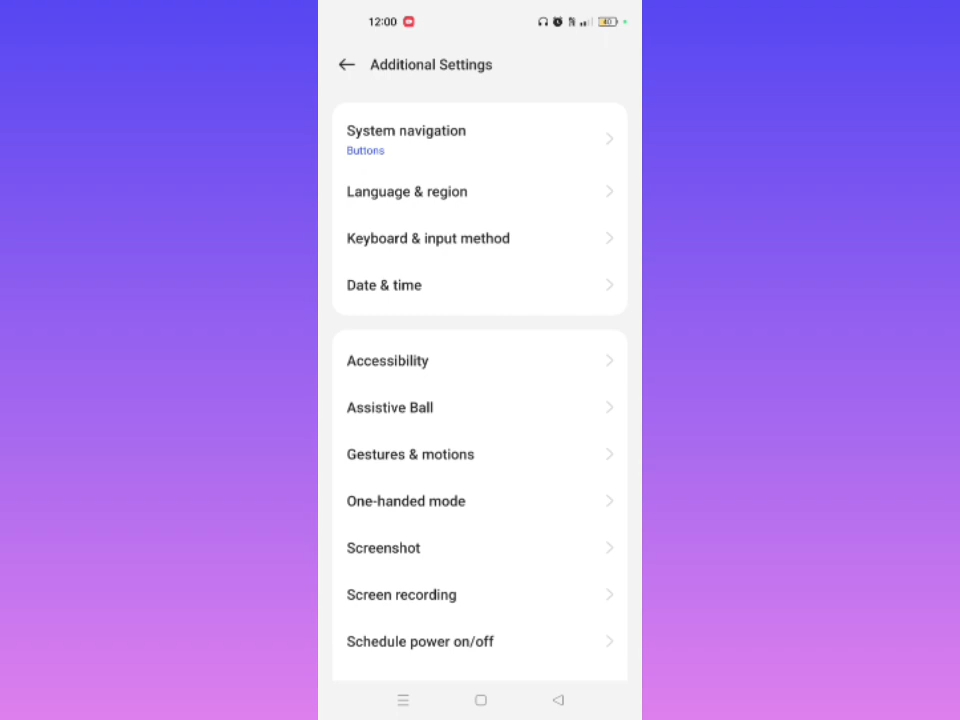 12:00
40
Additional Settings
System navigation
Buttons
Language & region
Keyboard & input method
Date & time
Accessibility
Assistive Ball
Gestures & motions
One-handed mode
Screenshot
Screen recording
Schedule power on/off